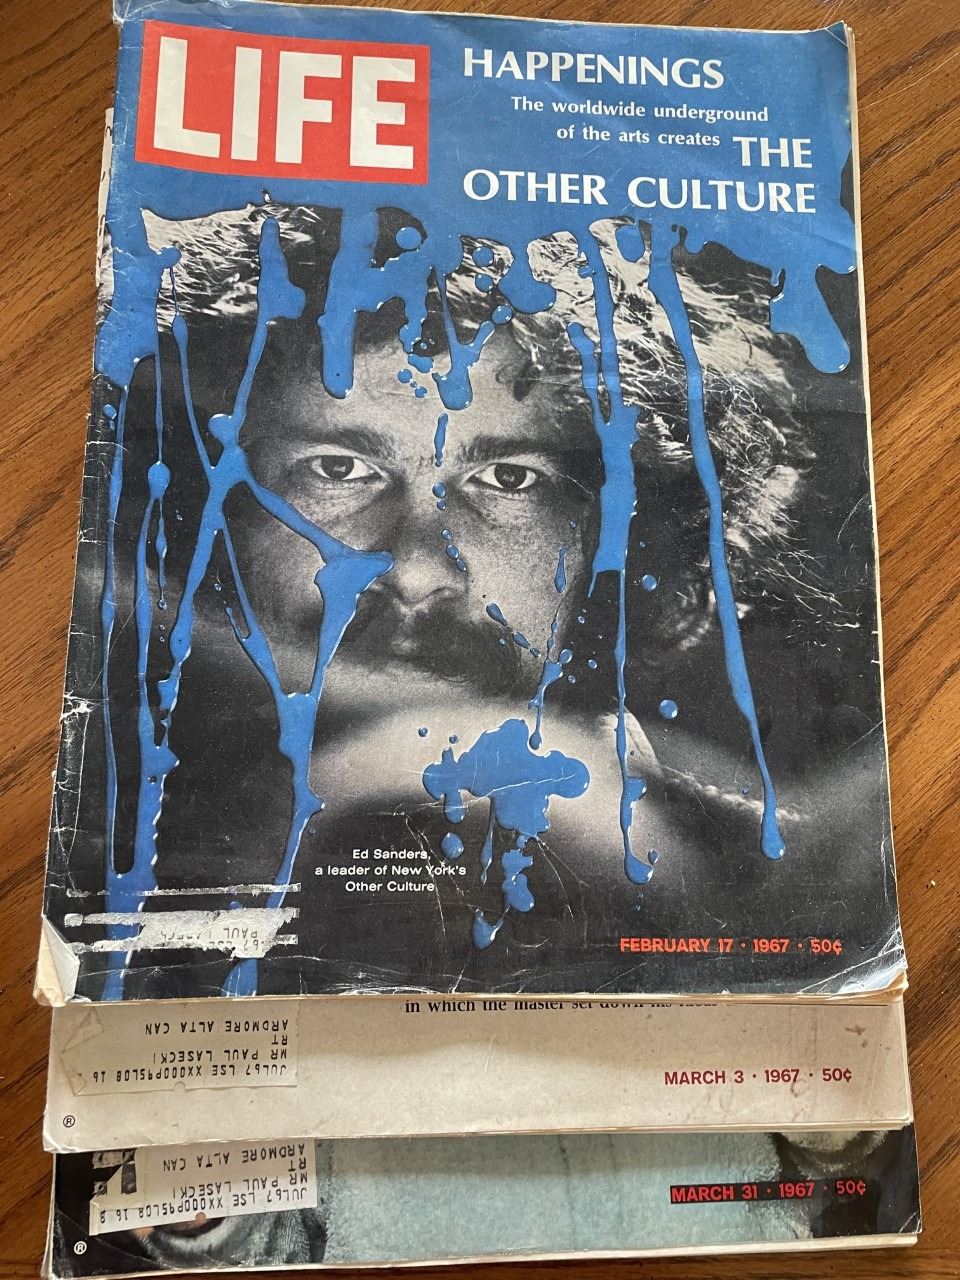 LIFE
HAPPENINGS
The worldwide underground
of the arts creates THE
OTHER CULTURE
Ed Sanders,
a leader of New York's
Other Culture
PAUL
FEBRUARY 17 · 1967 · 50¢
in which the master set down his
JUL67 LSE XX000P95L08 16
MR PAUL LASECKI
RT
ARDMORE ALTA CAN
MARCH 3 · 1967 · 50¢
®
JUL67 LSE XX000P95L08 16 8
MR PAUL LASECKI
RT
ARDMORE ALTA CAN
MARCH 31 · 1967 · 50¢
®